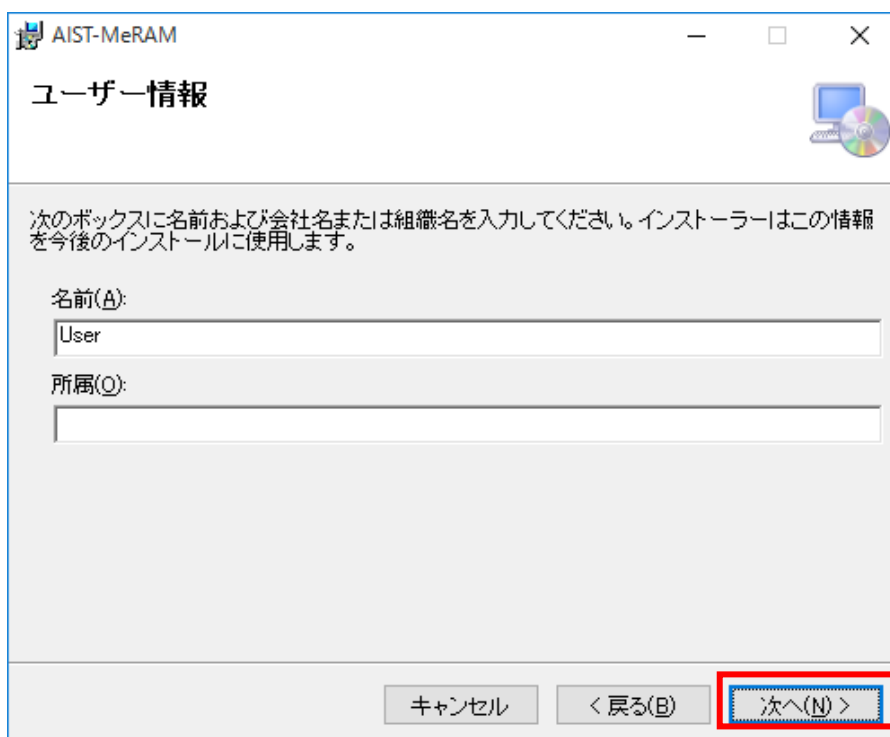 AIST-MeRAM
ユーザー情報
次のボックスに名前および会社名または組織名を入力してください。インストーラーはこの情報
を今後のインストールに使用します。
名前(A):
User
所属(O):
キャンセル
< 戻る(B)
次へ(N) >